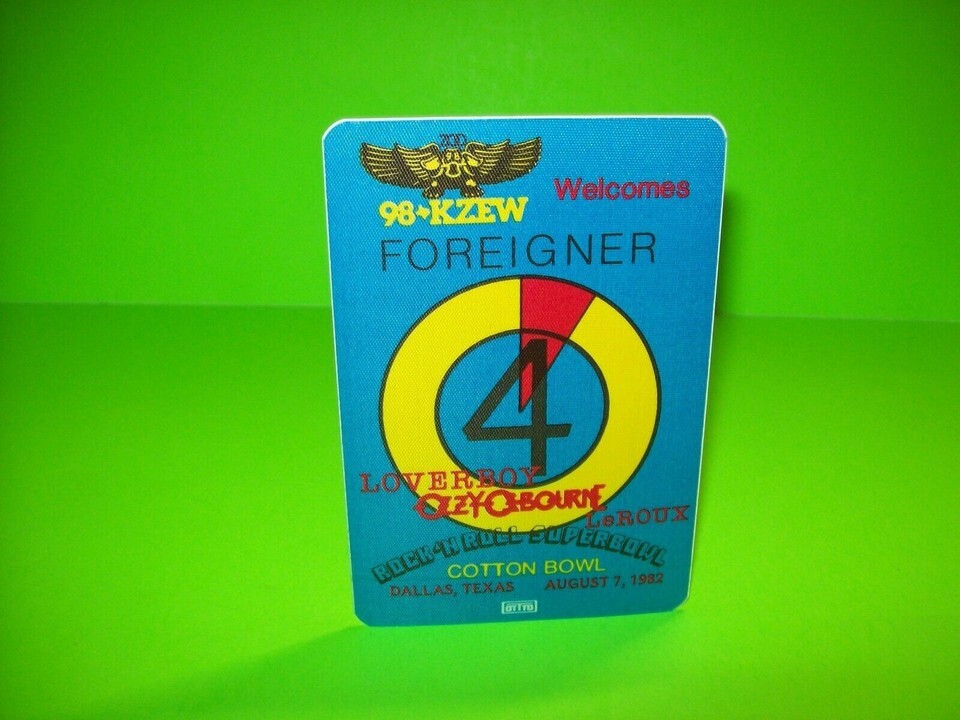 ZOO
98 KZEW
Welcomes
FOREIGNER
4
LOVERBOY
OZZY OSBOURNE
LeROUX
ROCK 'N ROLL SUPERBOWL
COTTON BOWL
DALLAS, TEXAS AUGUST 7, 1982
OTTO